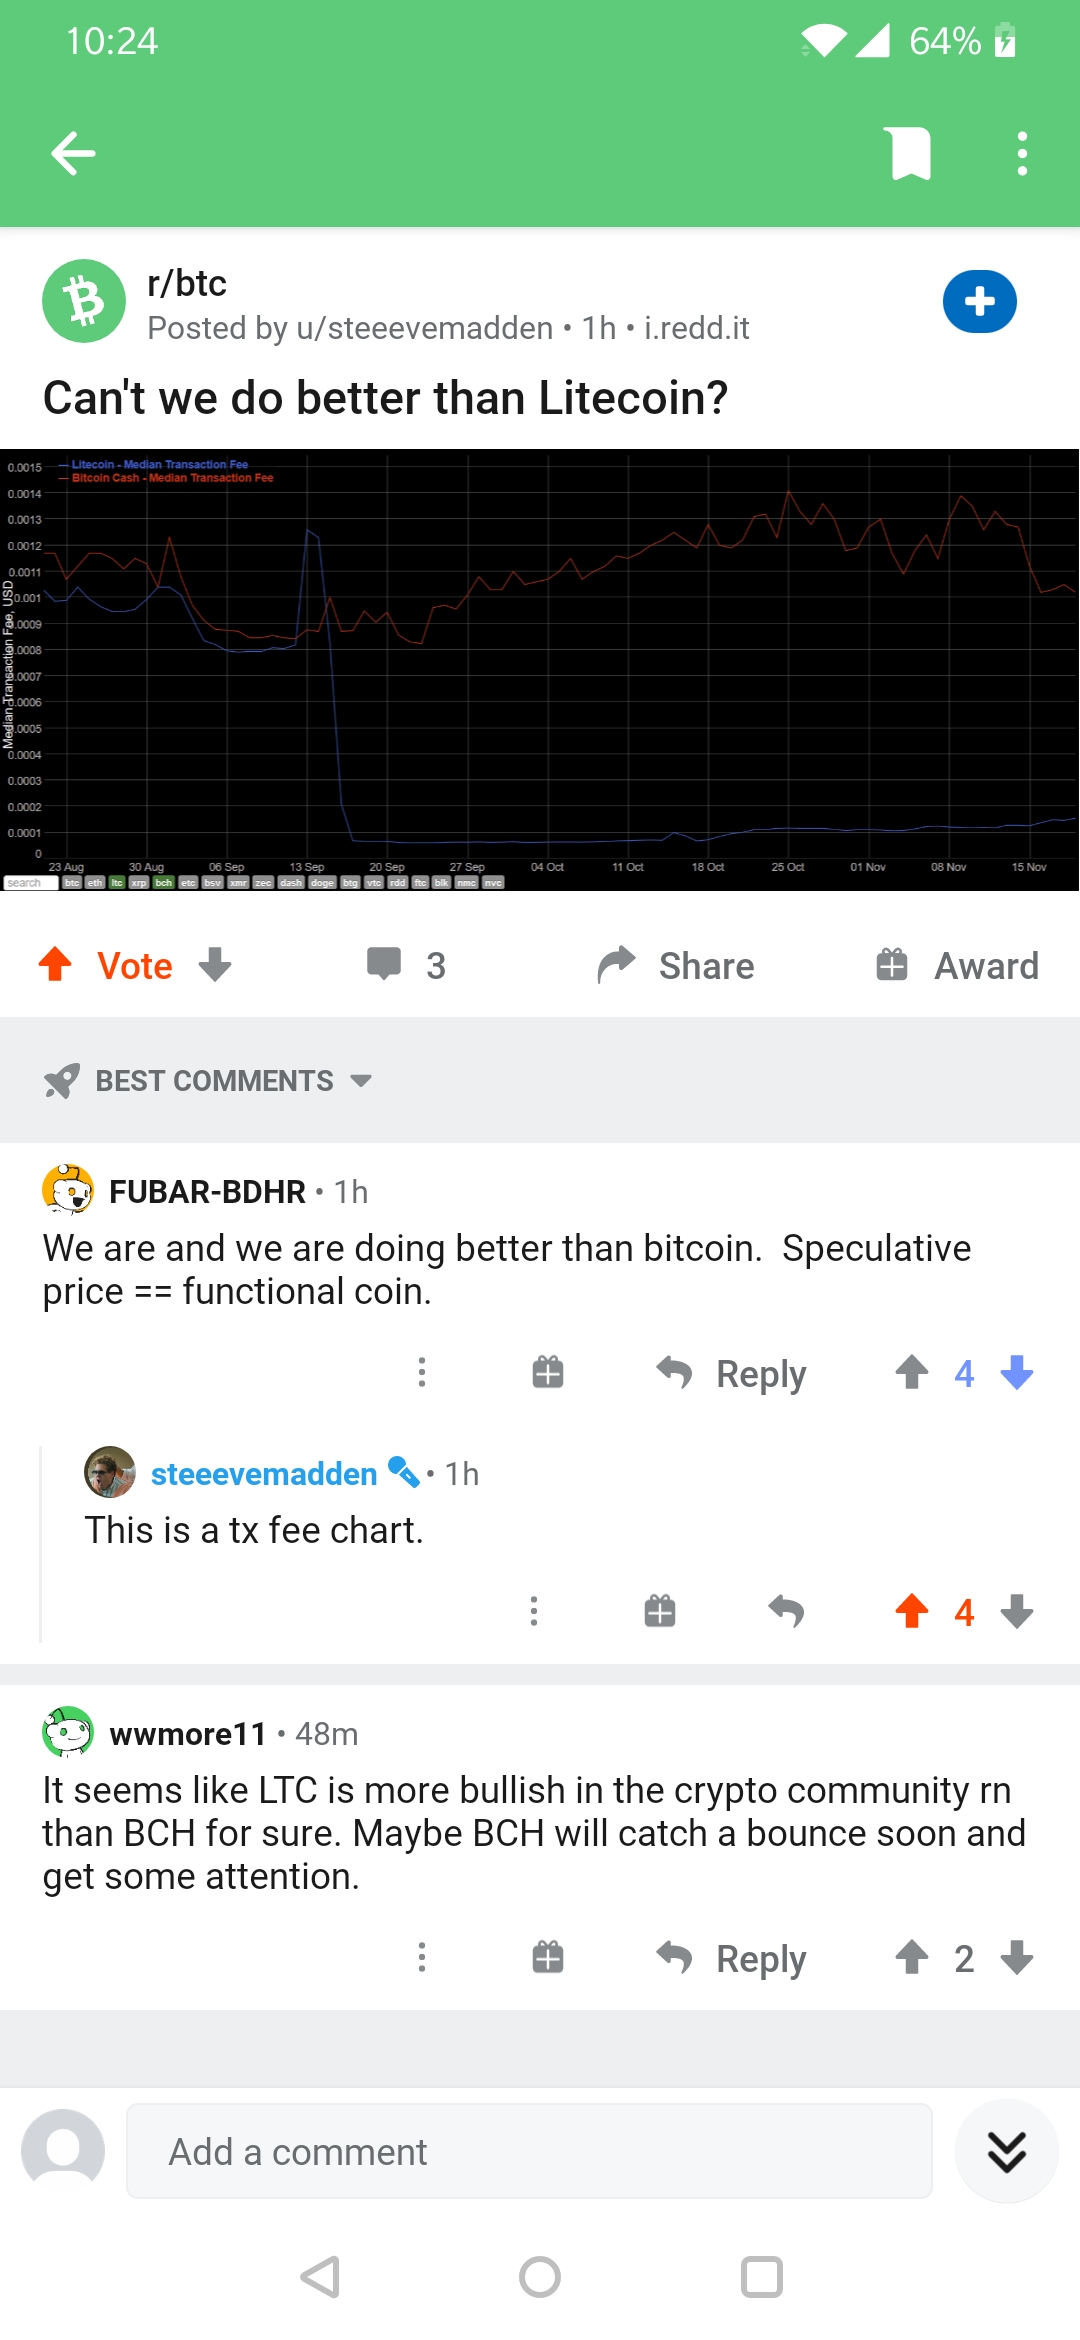 10:24
64%
r/btc
Posted by u/steeevemadden • 1h • i.redd.it
Can't we do better than Litecoin?
Litecoin - Median Transaction Fee
Bitcoin Cash - Median Transaction Fee
Median Transaction Fee, USD
0.0015
0.0014
0.0013
0.0012
0.0011
0.001
0.0009
0.0008
0.0007
0.0006
0.0005
0.0004
0.0003
0.0002
0.0001
0
23 Aug 30 Aug 06 Sep 13 Sep 20 Sep 27 Sep 04 Oct 11 Oct 18 Oct 25 Oct 01 Nov 08 Nov 15 Nov
search btc eth ltc xrp bch etc bsv xmr zec dash doge btg vtc rdd ftc blk nmc nvc
Vote 3 Share Award
BEST COMMENTS
FUBAR-BDHR • 1h
We are and we are doing better than bitcoin. Speculative
price == functional coin.
Reply 4
steeevemadden • 1h
This is a tx fee chart.
4
wwmore11 • 48m
It seems like LTC is more bullish in the crypto community rn
than BCH for sure. Maybe BCH will catch a bounce soon and
get some attention.
Reply 2
Add a comment